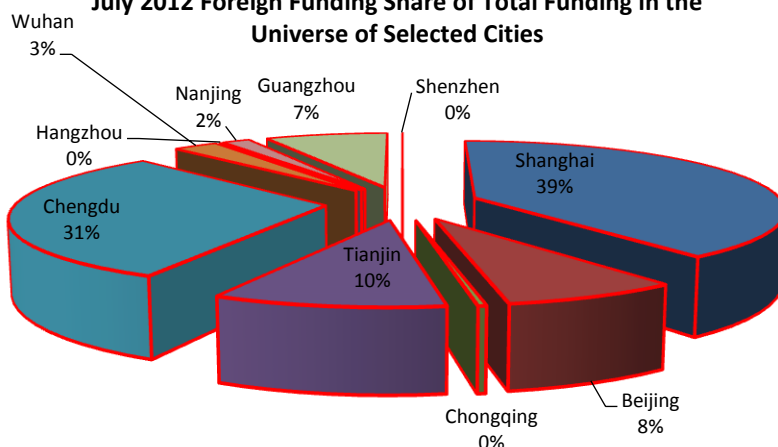 July 2012 Foreign Funding Share of Total Funding in the
Universe of Selected Cities
Wuhan
3%
Nanjing
2%
Guangzhou
7%
Shenzhen
0%
Hangzhou
0%
Shanghai
39%
Chengdu
31%
Tianjin
10%
Chongqing
0%
Beijing
8%